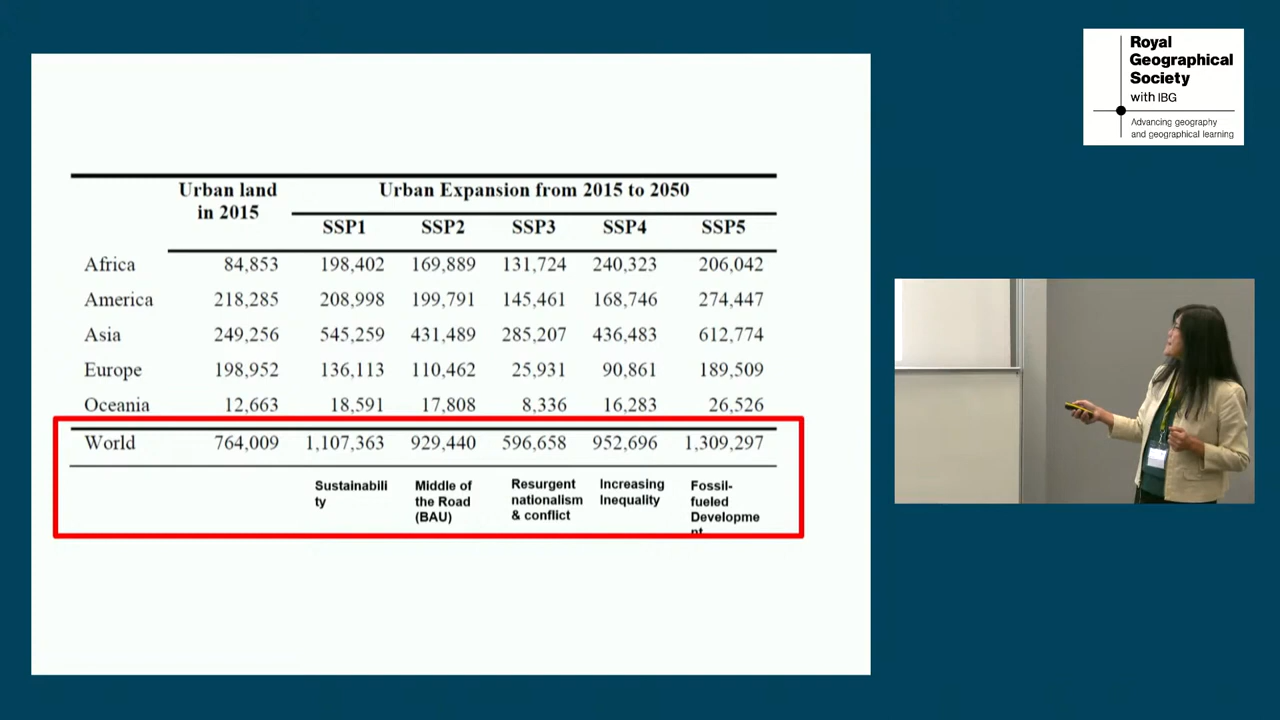 Royal
Geographical
Society
with IBG
Advancing geography
and geographical learning
Urban land in 2015
Urban Expansion from 2015 to 2050
SSP1 SSP2 SSP3 SSP4 SSP5
Africa 84,853 198,402 169,889 131,724 240,323 206,042
America 218,285 208,998 199,791 145,461 168,746 274,447
Asia 249,256 545,259 431,489 285,207 436,483 612,774
Europe 198,952 136,113 110,462 25,931 90,861 189,509
Oceania 12,663 18,591 17,808 8,336 16,283 26,526
World 764,009 1,107,363 929,440 596,658 952,696 1,309,297
Sustainabili
ty
Middle of
the Road
(BAU)
Resurgent
nationalism
& conflict
Increasing
Inequality
Fossil-
fueled
Developme
nt